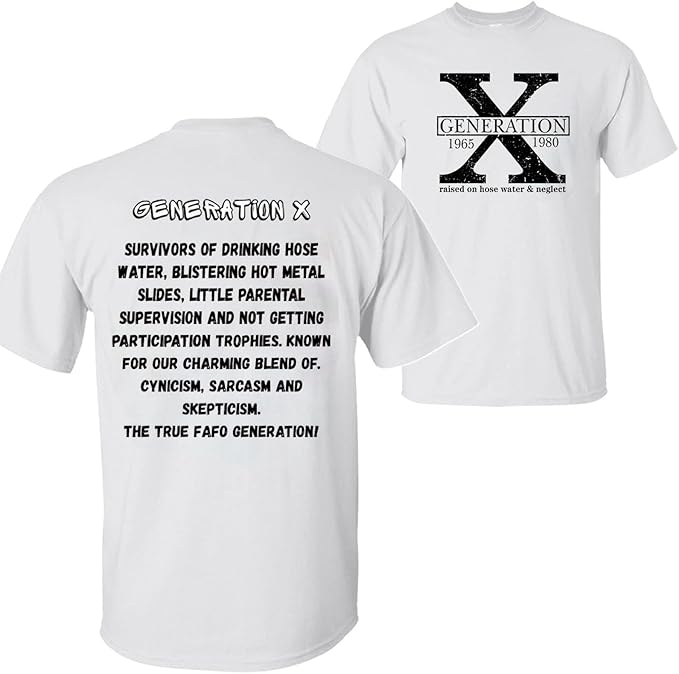 GENERATiON X
SURVIVORS OF DRINKING HOSE
WATER, BLISTERING HOT METAL
SLIDES, LITTLE PARENTAL
SUPERVISION AND NOT GETTING
PARTICIPATION TROPHIES. KNOWN
FOR OUR CHARMING BLEND OF.
CYNICISM, SARCASM AND
SKEPTICISM.
THE TRUE FAFO GENERATION!
X
GENERATION
1965 1980
raised on hose water & neglect